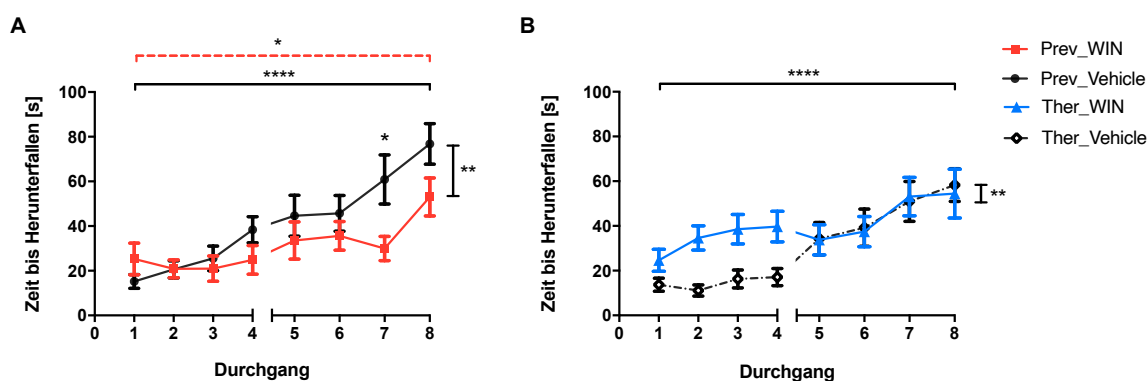 A
*
****
Zeit bis Herunterfallen [s]
100
80
60
40
20
0
*
**
0 1 2 3 4 5 6 7 8
Durchgang
B
****
Zeit bis Herunterfallen [s]
100
80
60
40
20
0
**
0 1 2 3 4 5 6 7 8
Durchgang
Prev_WIN
Prev_Vehicle
Ther_WIN
Ther_Vehicle